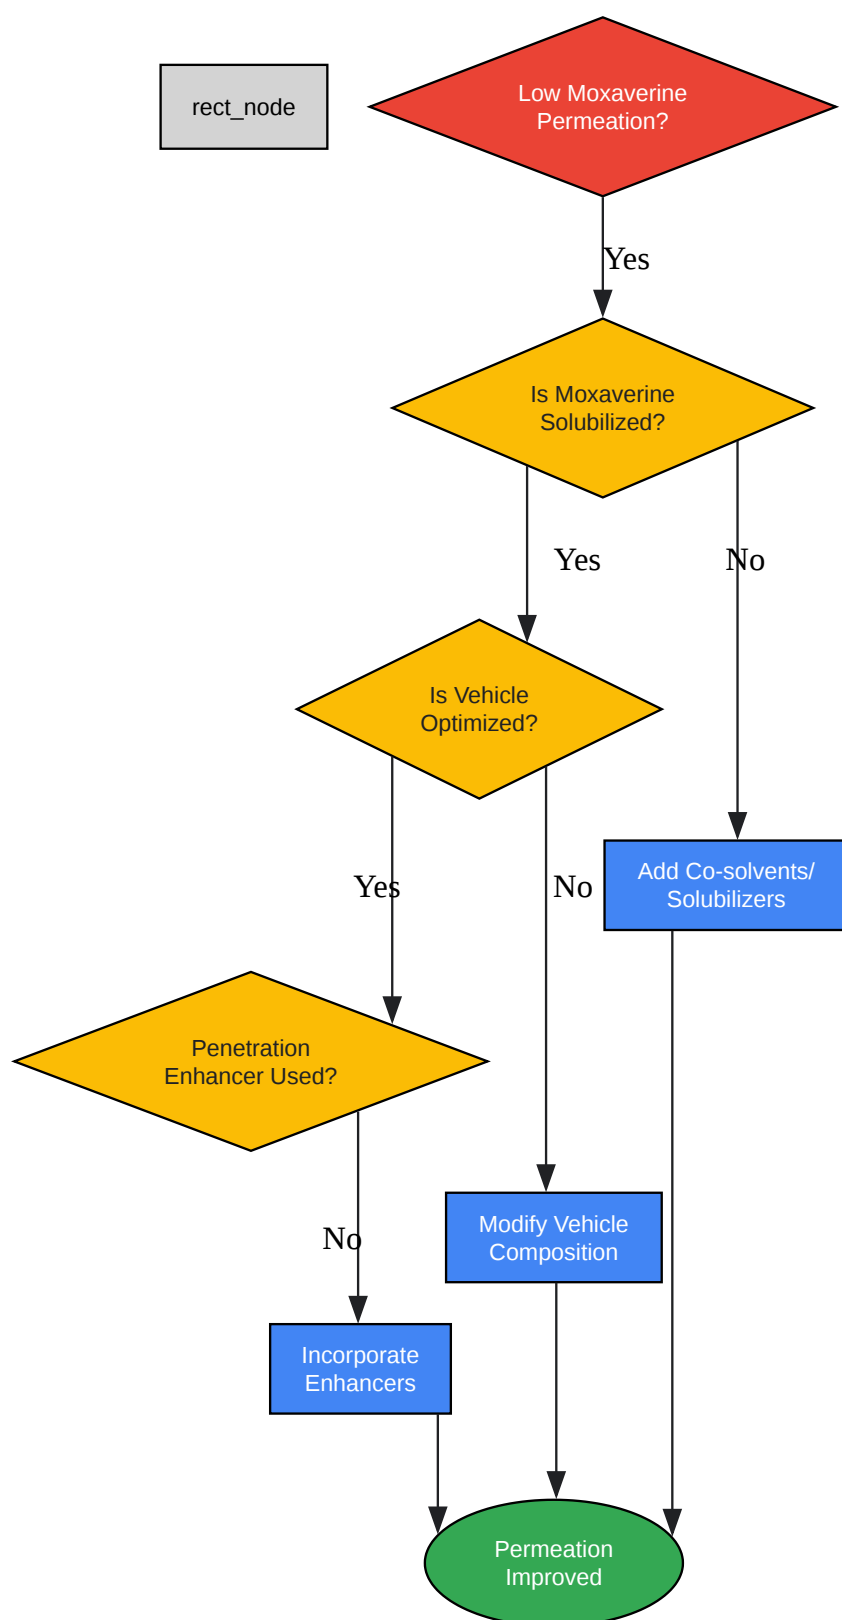 rect_node
Low Moxaverine
Permeation?
Yes
Is Moxaverine
Solubilized?
Yes
No
Is Vehicle
Optimized?
Yes
No
Add Co-solvents/
Solubilizers
Penetration
Enhancer Used?
No
Modify Vehicle
Composition
Incorporate
Enhancers
Permeation
Improved